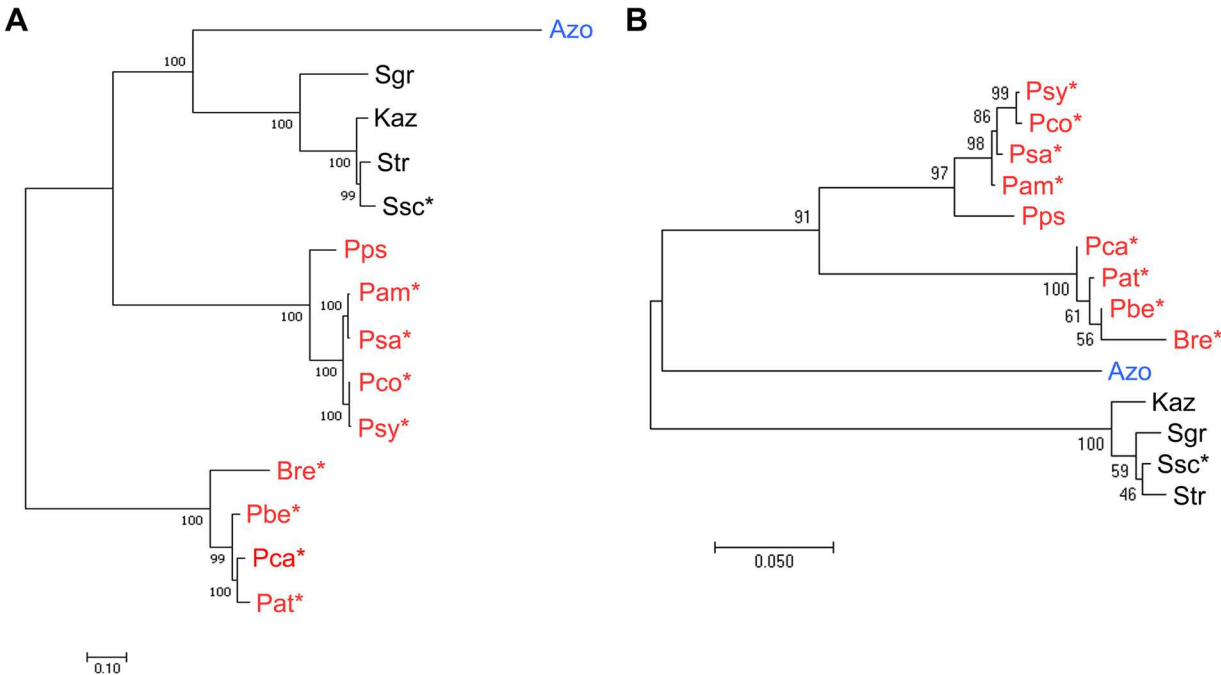 A
Azo
100
Sgr
100
Kaz
100
Str
99
Ssc*
Pps
Pam*
100
100
Psa*
100
Pco*
100
Psy*
Bre*
100
Pbe*
99
Pca*
100
Pat*
0.10
B
99
Psy*
86
Pco*
98
Psa*
97
Pam*
91
Pps
Pca*
100
Pat*
61
Pbe*
56
Bre*
Azo
Kaz
100
Sgr
59
Ssc*
46
Str
0.050